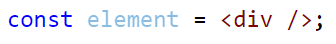 const element = <div />;